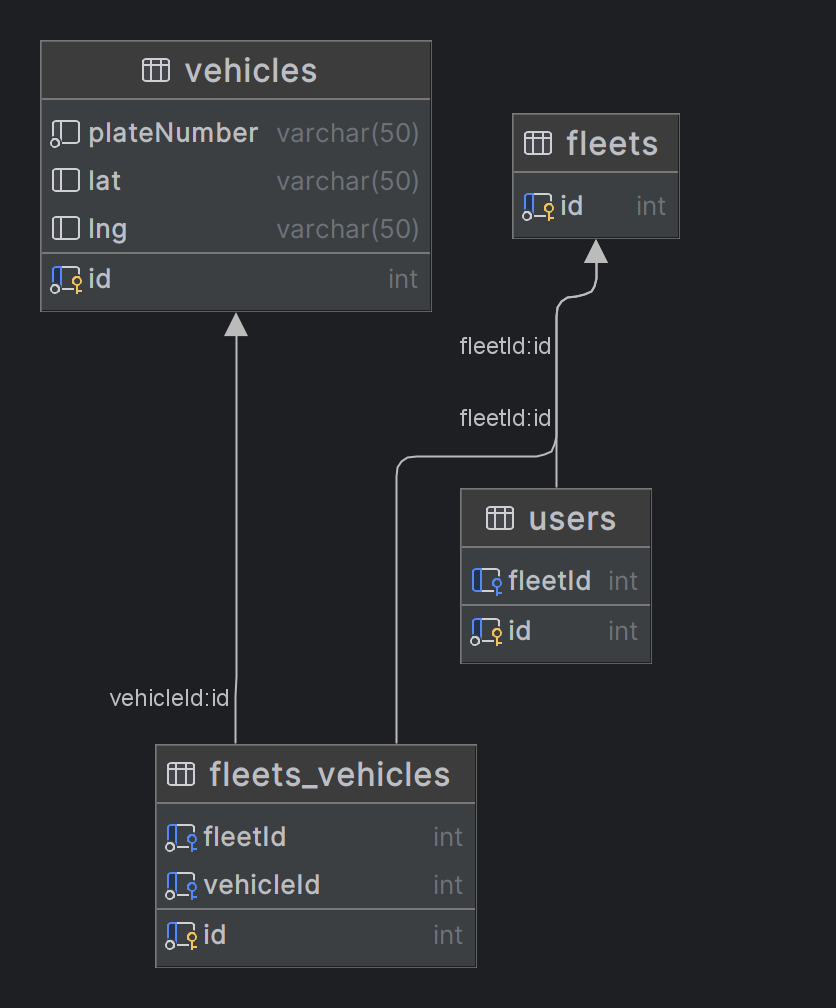 vehicles
plateNumber varchar(50)
lat varchar(50)
lng varchar(50)
id int
fleets
id int
fleetId:id
fleetId:id
users
fleetId int
id int
vehicleId:id
fleets_vehicles
fleetId int
vehicleId int
id int